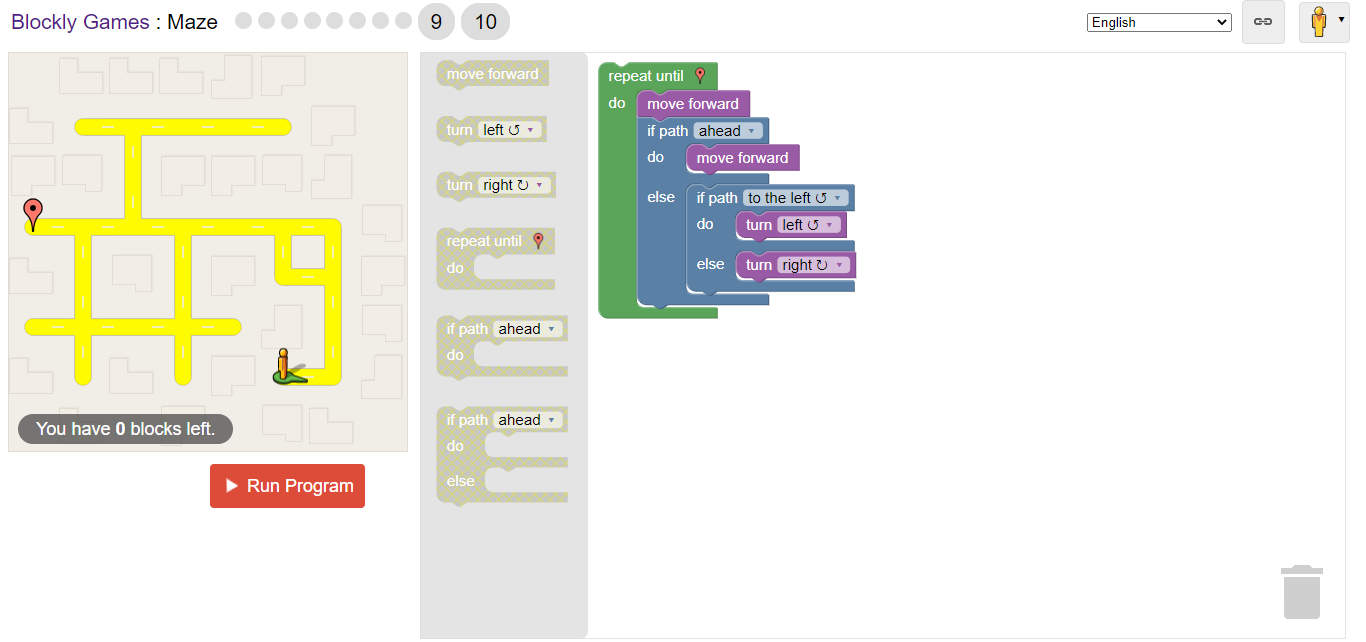 Blockly Games : Maze
9
10
English
You have 0 blocks left.
Run Program
move forward
turn left ↺
turn right ↻
repeat until
do
if path ahead
do
if path ahead
do
else
repeat until
do
move forward
if path ahead
do
move forward
else
if path to the left ↺
do
turn left ↺
else
turn right ↻